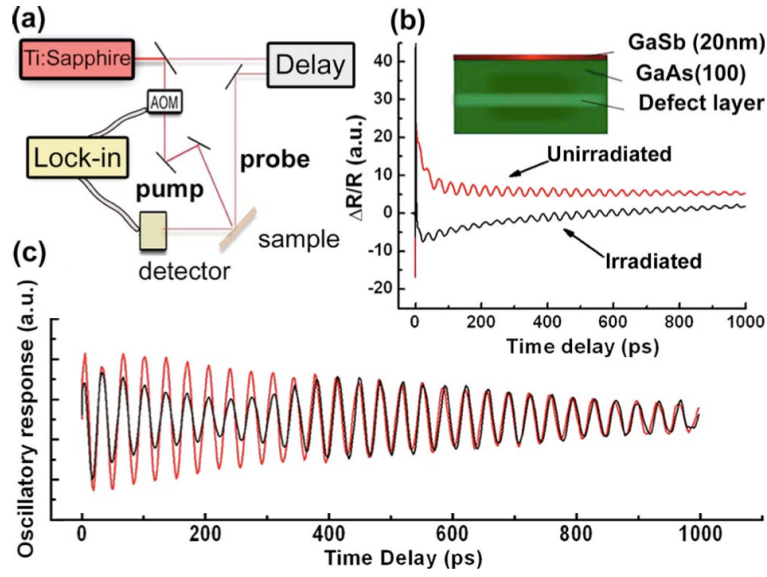 (a)
Ti:Sapphire
Delay
AOM
Lock-in
probe
pump
sample
detector
(b)
GaSb (20nm)
GaAs(100)
Defect layer
Unirradiated
Irradiated
ΔR/R (a.u.)
40
30
20
10
0
-10
-20
0 200 400 600 800 1000
Time delay (ps)
(c)
Oscillatory response (a.u.)
0 200 400 600 800 1000
Time Delay (ps)